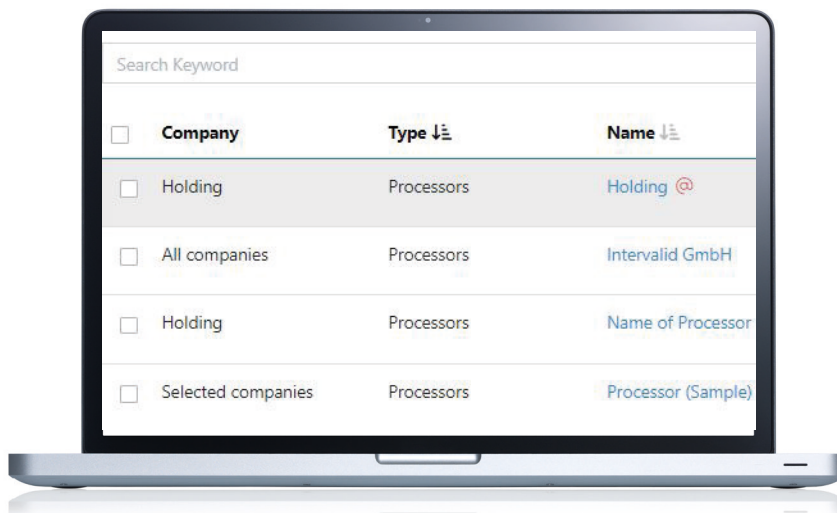 Search Keyword
Company Type Name
Holding Processors Holding @
All companies Processors Intervalid GmbH
Holding Processors Name of Processor
Selected companies Processors Processor (Sample)